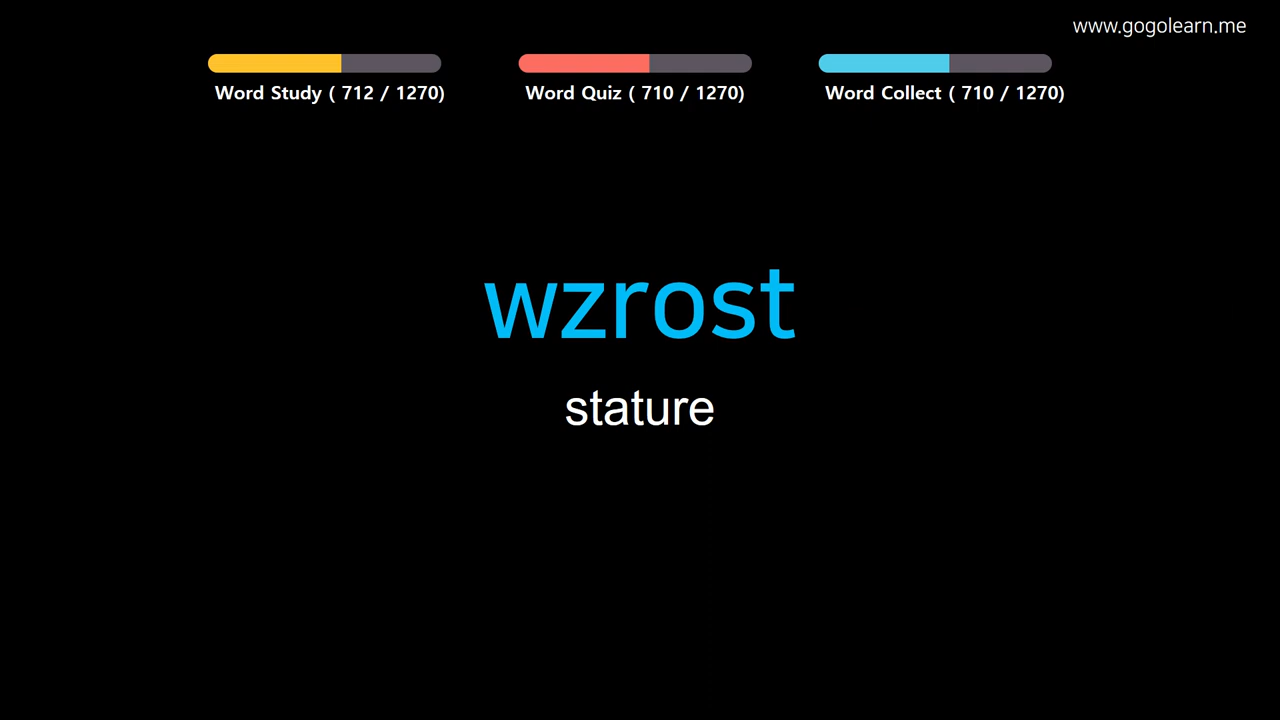 www.gogolearn.me
Word Study ( 712 / 1270)
Word Quiz ( 710 / 1270)
Word Collect ( 710 / 1270)
wzrost
stature